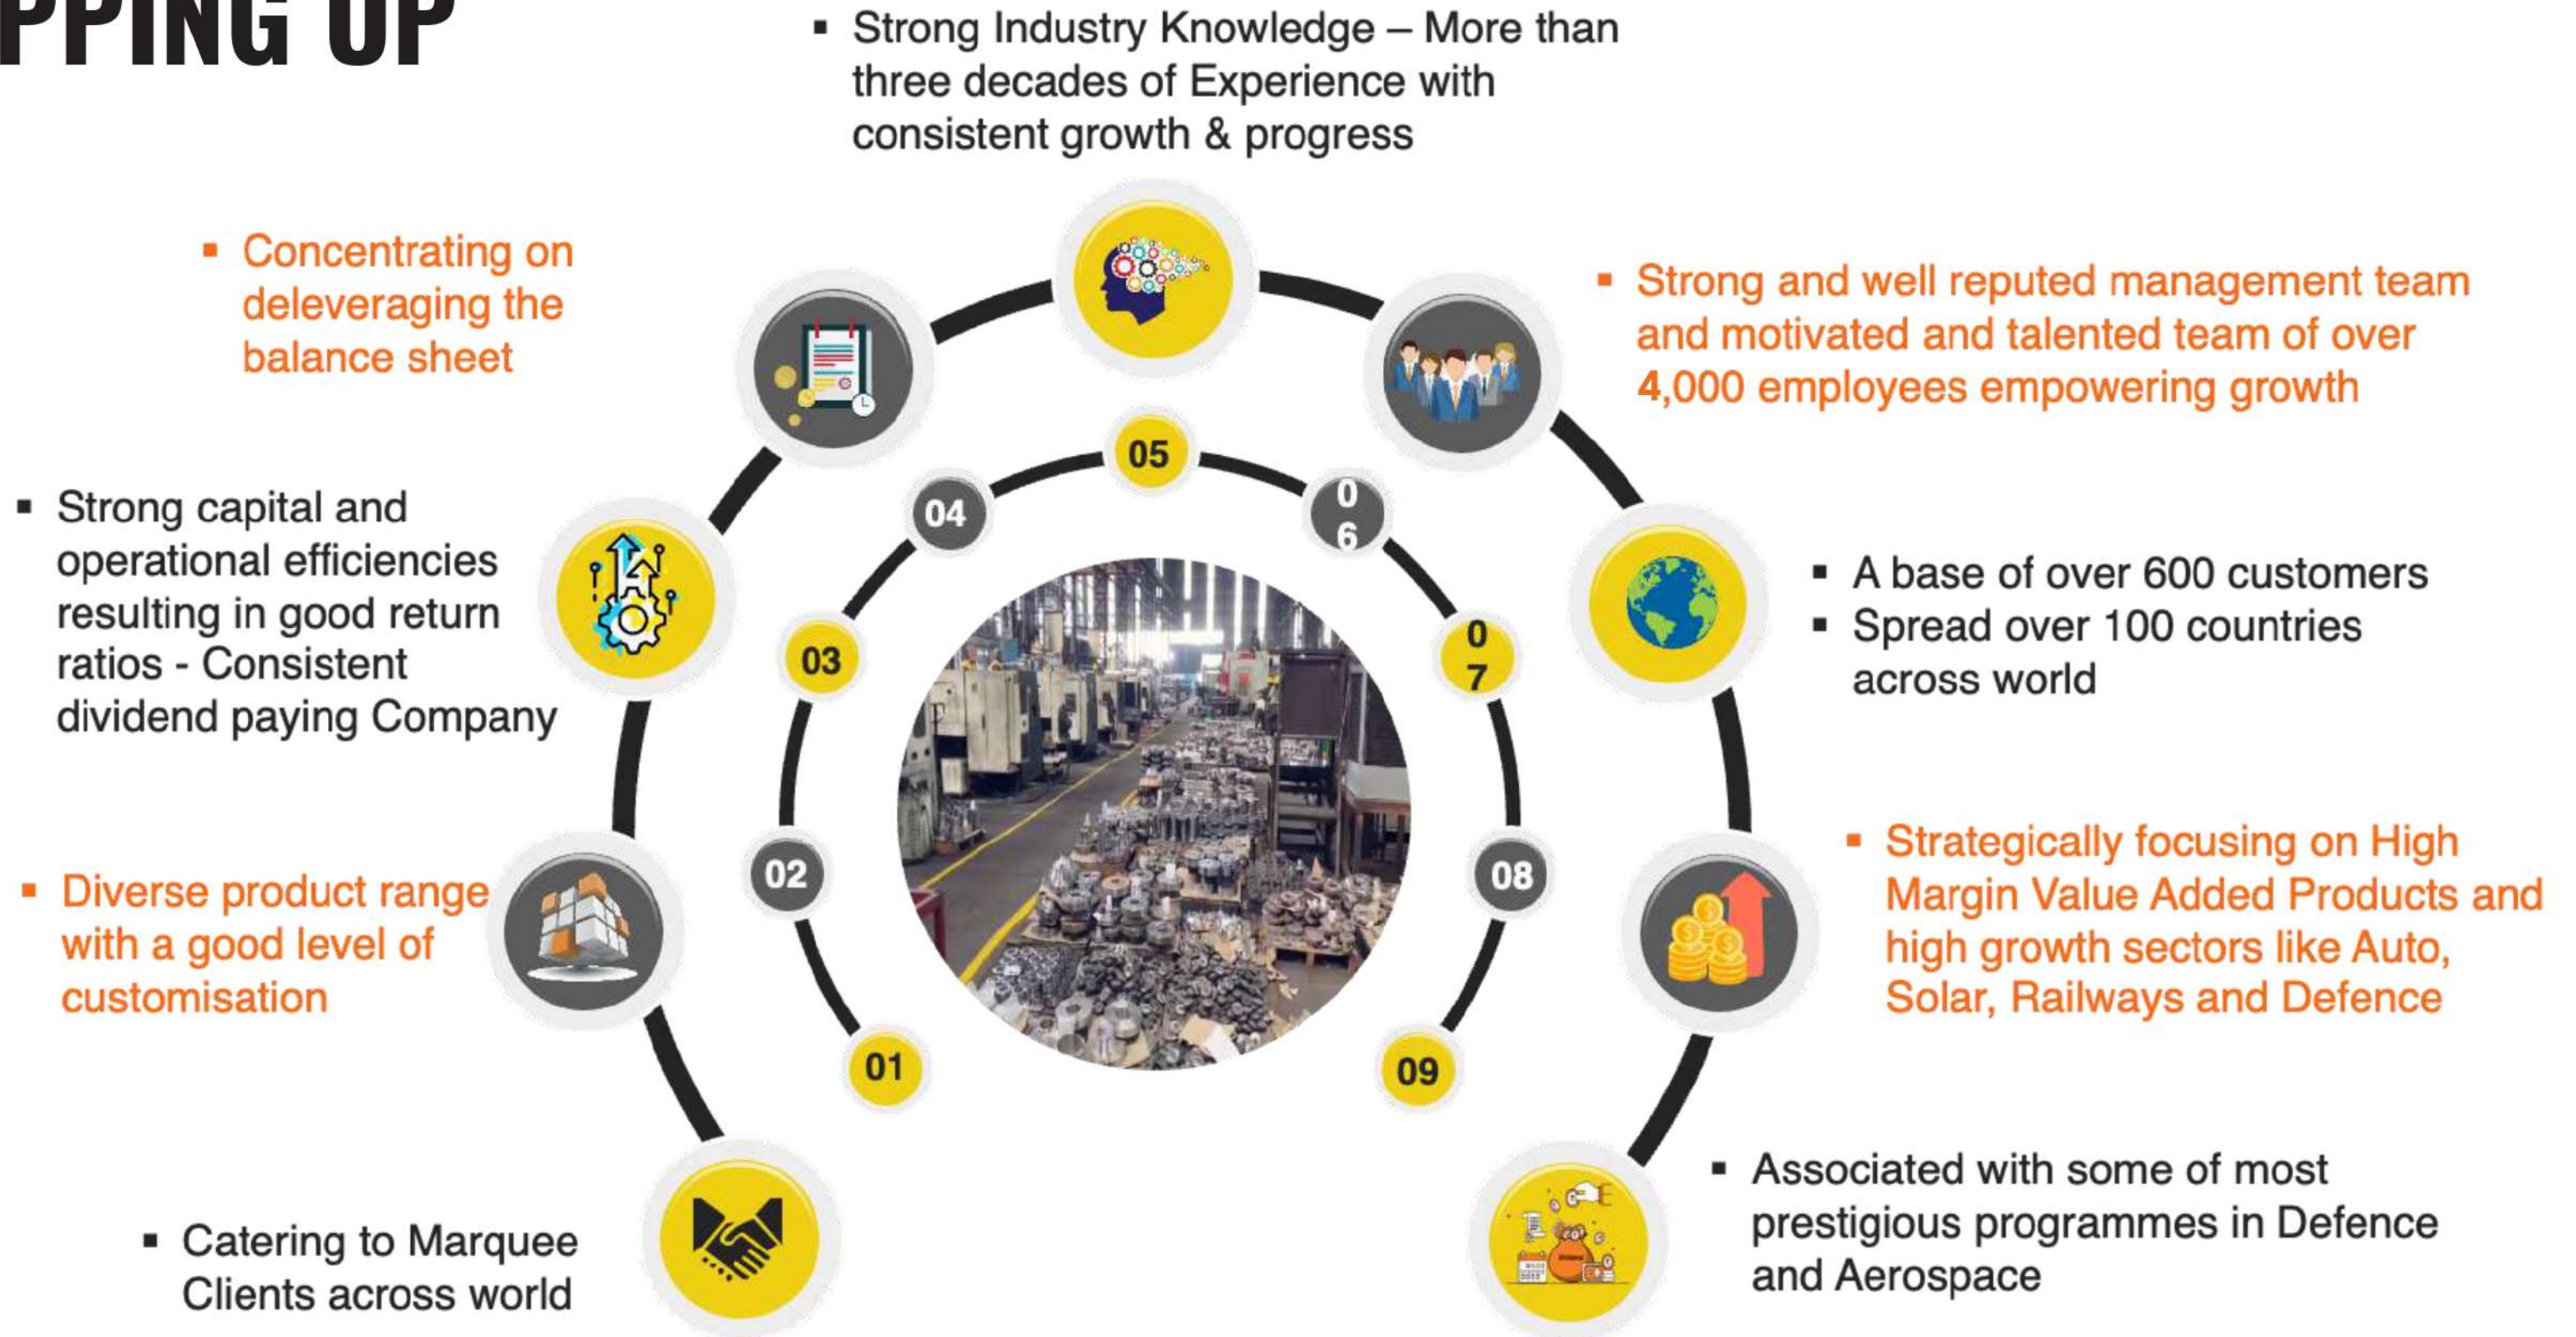 PPING UP
▪ Strong Industry Knowledge – More than
three decades of Experience with
consistent growth & progress
▪ Concentrating on
deleveraging the
balance sheet
▪ Strong and well reputed management team
and motivated and talented team of over
4,000 employees empowering growth
▪ Strong capital and
operational efficiencies
resulting in good return
ratios - Consistent
dividend paying Company
▪ A base of over 600 customers
▪ Spread over 100 countries
across world
▪ Diverse product range
with a good level of
customisation
▪ Strategically focusing on High
Margin Value Added Products and
high growth sectors like Auto,
Solar, Railways and Defence
▪ Catering to Marquee
Clients across world
▪ Associated with some of most
prestigious programmes in Defence
and Aerospace
01
02
03
04
05
0
6
0
7
08
09
Dividend